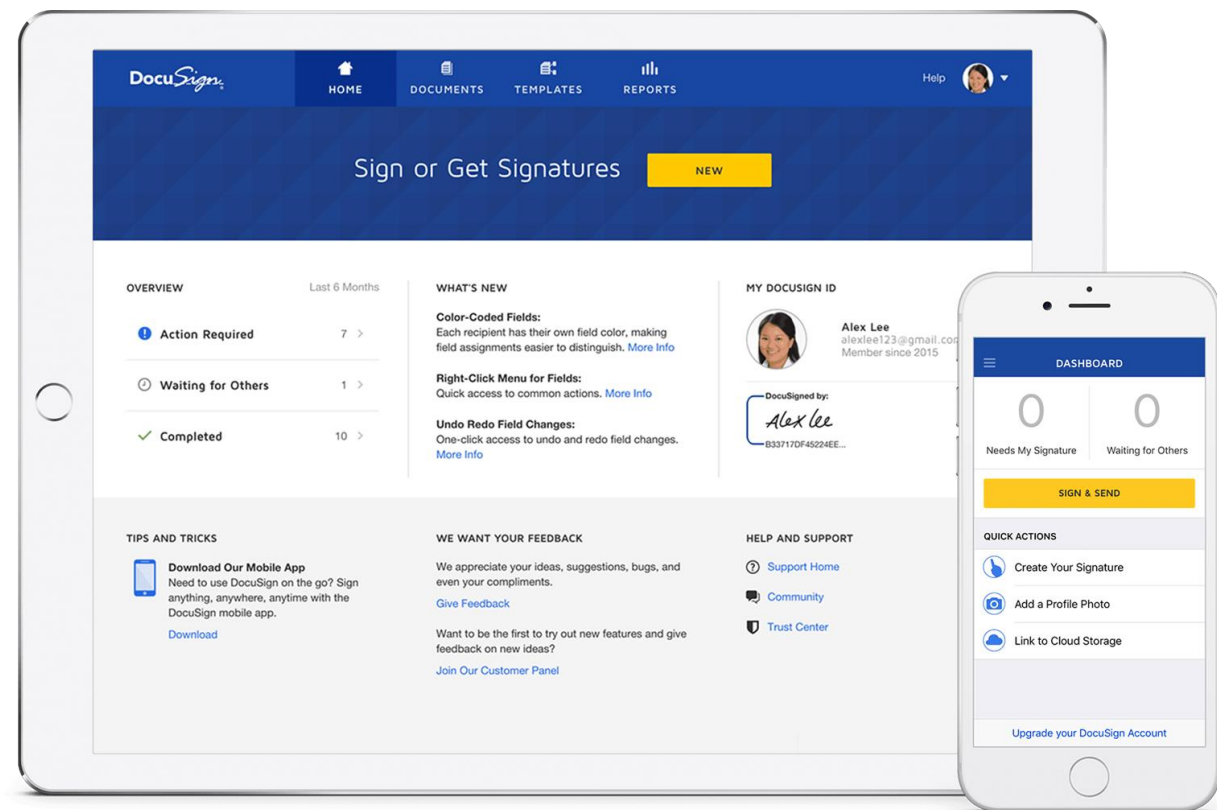 DocuSign
HOME
DOCUMENTS
TEMPLATES
REPORTS
Help
Sign or Get Signatures
NEW
OVERVIEW
Last 6 Months
Action Required 7
Waiting for Others 1
Completed 10
WHAT'S NEW
Color-Coded Fields:
Each recipient has their own field color, making
field assignments easier to distinguish. More Info
Right-Click Menu for Fields:
Quick access to common actions. More Info
Undo Redo Field Changes:
One-click access to undo and redo field changes.
More Info
MY DOCUSIGN ID
Alex Lee
alexlee123@gmail.com
Member since 2015
DocuSigned by:
Alex Lee
B33717DF45224EE...
TIPS AND TRICKS
Download Our Mobile App
Need to use DocuSign on the go? Sign
anything, anywhere, anytime with the
DocuSign mobile app.
Download
WE WANT YOUR FEEDBACK
We appreciate your ideas, suggestions, bugs, and
even your compliments.
Give Feedback
Want to be the first to try out new features and give
feedback on new ideas?
Join Our Customer Panel
HELP AND SUPPORT
Support Home
Community
Trust Center
DASHBOARD
0
Needs My Signature
0
Waiting for Others
SIGN & SEND
QUICK ACTIONS
Create Your Signature
Add a Profile Photo
Link to Cloud Storage
Upgrade your DocuSign Account